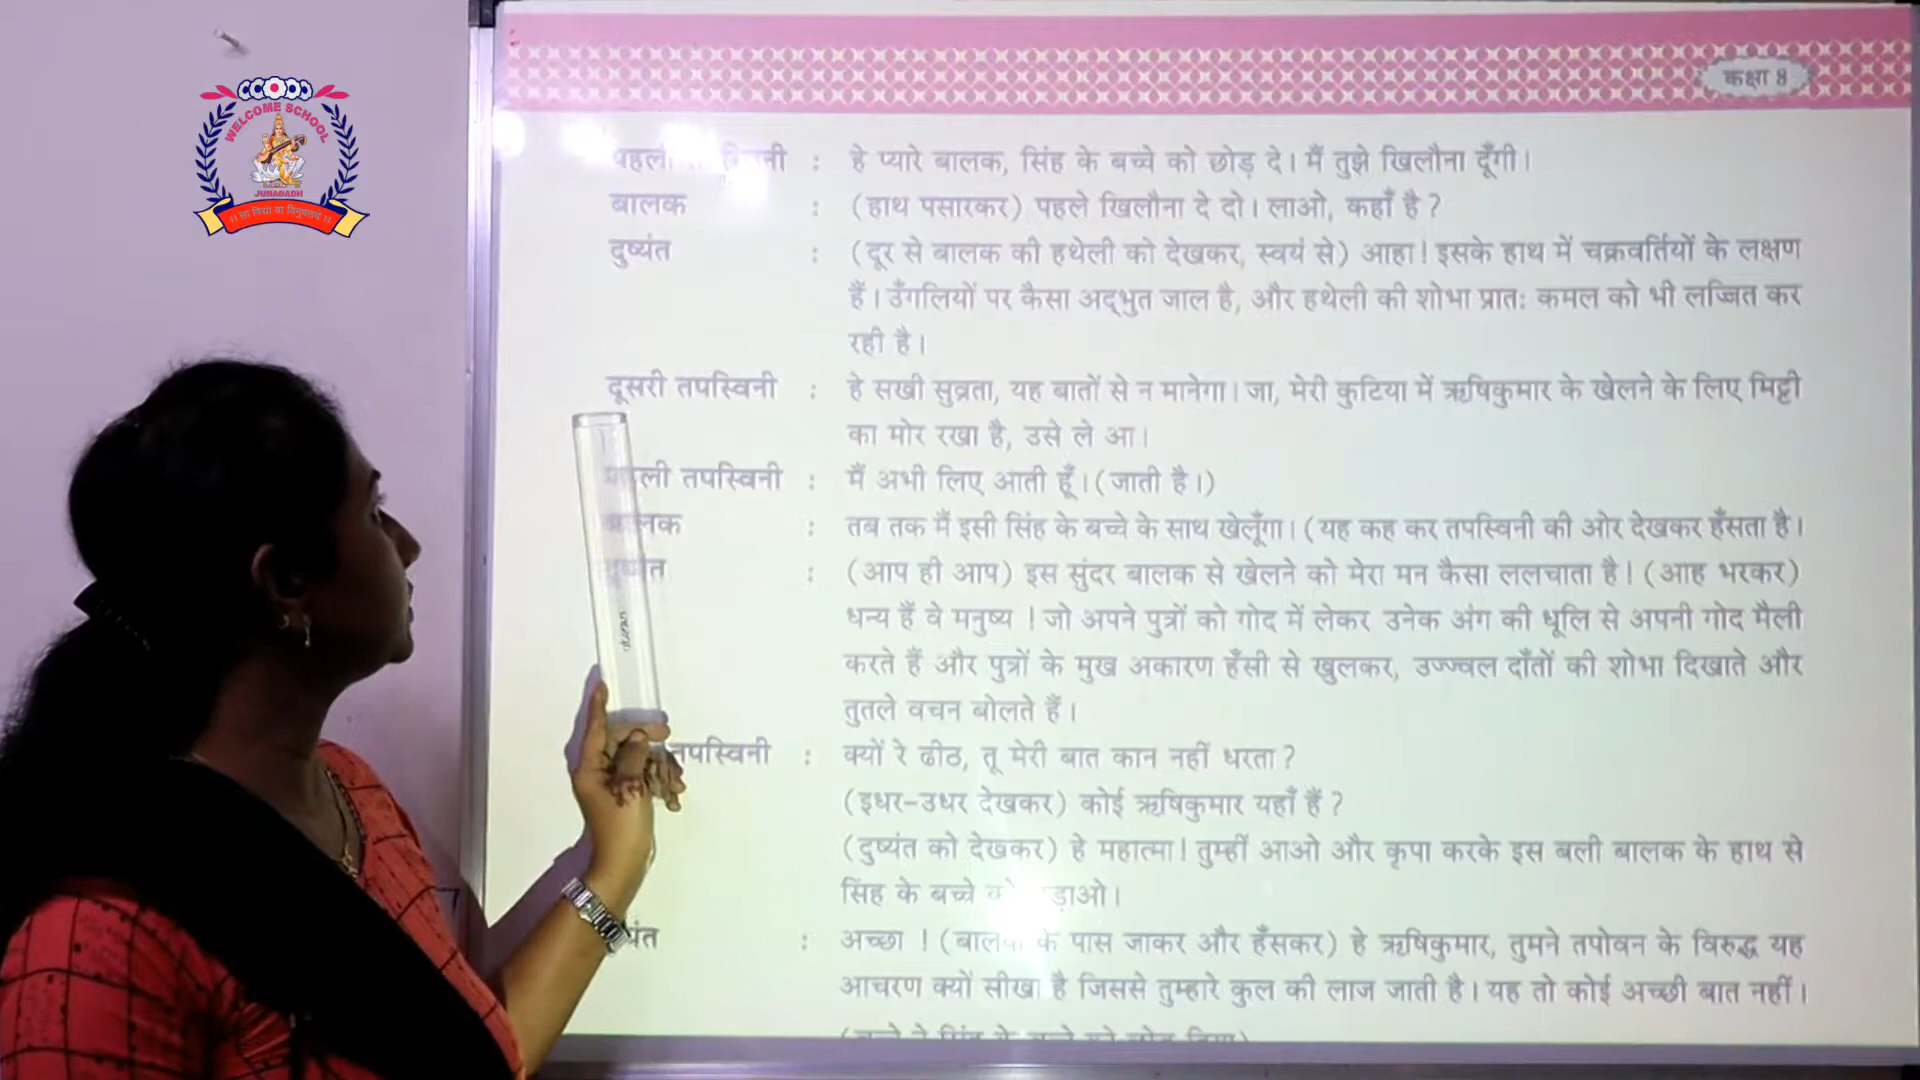 WELCOME SCHOOL
JUNAGADH
।। सा विद्या या विमुक्तये ।।
कक्षा 8
: हे प्यारे बालक, सिंह के बच्चे को छोड़ दे। मैं तुझे खिलौना दूँगी।
बालक : (हाथ पसारकर) पहले खिलौना दे दो। लाओ, कहाँ है ?
दुष्यंत : (दूर से बालक की हथेली को देखकर, स्वयं से) आहा! इसके हाथ में चक्रवर्तियों के लक्षण
हैं। उँगलियों पर कैसा अद्भुत जाल है, और हथेली की शोभा प्रात: कमल को भी लज्जित कर
रही है।
दूसरी तपस्विनी : हे सखी सुव्रता, यह बातों से न मानेगा। जा, मेरी कुटिया में ऋषिकुमार के खेलने के लिए मिट्टी
का मोर रखा है, उसे ले आ।
तपस्विनी : मैं अभी लिए आती हूँ। (जाती है।)
: तब तक मैं इसी सिंह के बच्चे के साथ खेलूँगा। (यह कह कर तपस्विनी की ओर देखकर हँसता है।
: (आप ही आप) इस सुंदर बालक से खेलने को मेरा मन कैसा ललचाता है! (आह भरकर)
धन्य हैं वे मनुष्य ! जो अपने पुत्रों को गोद में लेकर उनेक अंग की धूलि से अपनी गोद मैली
करते हैं और पुत्रों के मुख अकारण हँसी से खुलकर, उज्ज्वल दाँतों की शोभा दिखाते और
तुतले वचन बोलते हैं।
तपस्विनी : क्यों रे ढीठ, तू मेरी बात कान नहीं धरता ?
(इधर-उधर देखकर) कोई ऋषिकुमार यहाँ हैं ?
(दुष्यंत को देखकर) हे महात्मा! तुम्हीं आओ और कृपा करके इस बली बालक के हाथ से
सिंह के बच्चे
: अच्छा ! (बालक के पास जाकर और हँसकर) हे ऋषिकुमार, तुमने तपोवन के विरुद्ध यह
आचरण क्यों सीखा है जिससे तुम्हारे कुल की लाज जाती है। यह तो कोई अच्छी बात नहीं।